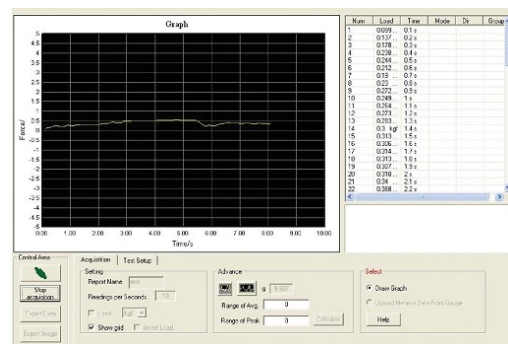 Graph
Force/
5
4.5
4
3.5
3
2.5
2
1.5
1
0.5
0
-0.5
-1
-1.5
-2
-2.5
-3
-3.5
-4
-4.5
-5
0.00 1.00 2.00 3.00 4.00 5.00 6.00 7.00 8.00 9.00 10.00
Time/s
Num Load Time Mode Dir Group
1 0.099... 0.1 s
2 0.137... 0.2 s
3 0.178... 0.3 s
4 0.238... 0.4 s
5 0.244... 0.5 s
6 0.212... 0.6 s
7 0.19 ... 0.7 s
8 0.23 ... 0.8 s
9 0.272... 0.9 s
10 0.249... 1 s
11 0.264... 1.1 s
12 0.273... 1.2 s
13 0.283... 1.3 s
14 0.3 kgf 1.4 s
15 0.313... 1.5 s
16 0.306... 1.6 s
17 0.314... 1.7 s
18 0.313... 1.8 s
19 0.307... 1.9 s
20 0.318... 2 s
21 0.34 ... 2.1 s
22 0.388... 2.2 s
Control Area
Stop acquisition
Export Data
Export Image
Acquisition Test Setup
Setting
Report Name test
Readings per Seconds 10
Load kgf
Show grid Invert Load
Advance
g 9.807
Range of Avg. 0
Range of Peak 0
Calculate
Select
Draw Graph
Upload Memory Data From Gauge
Help